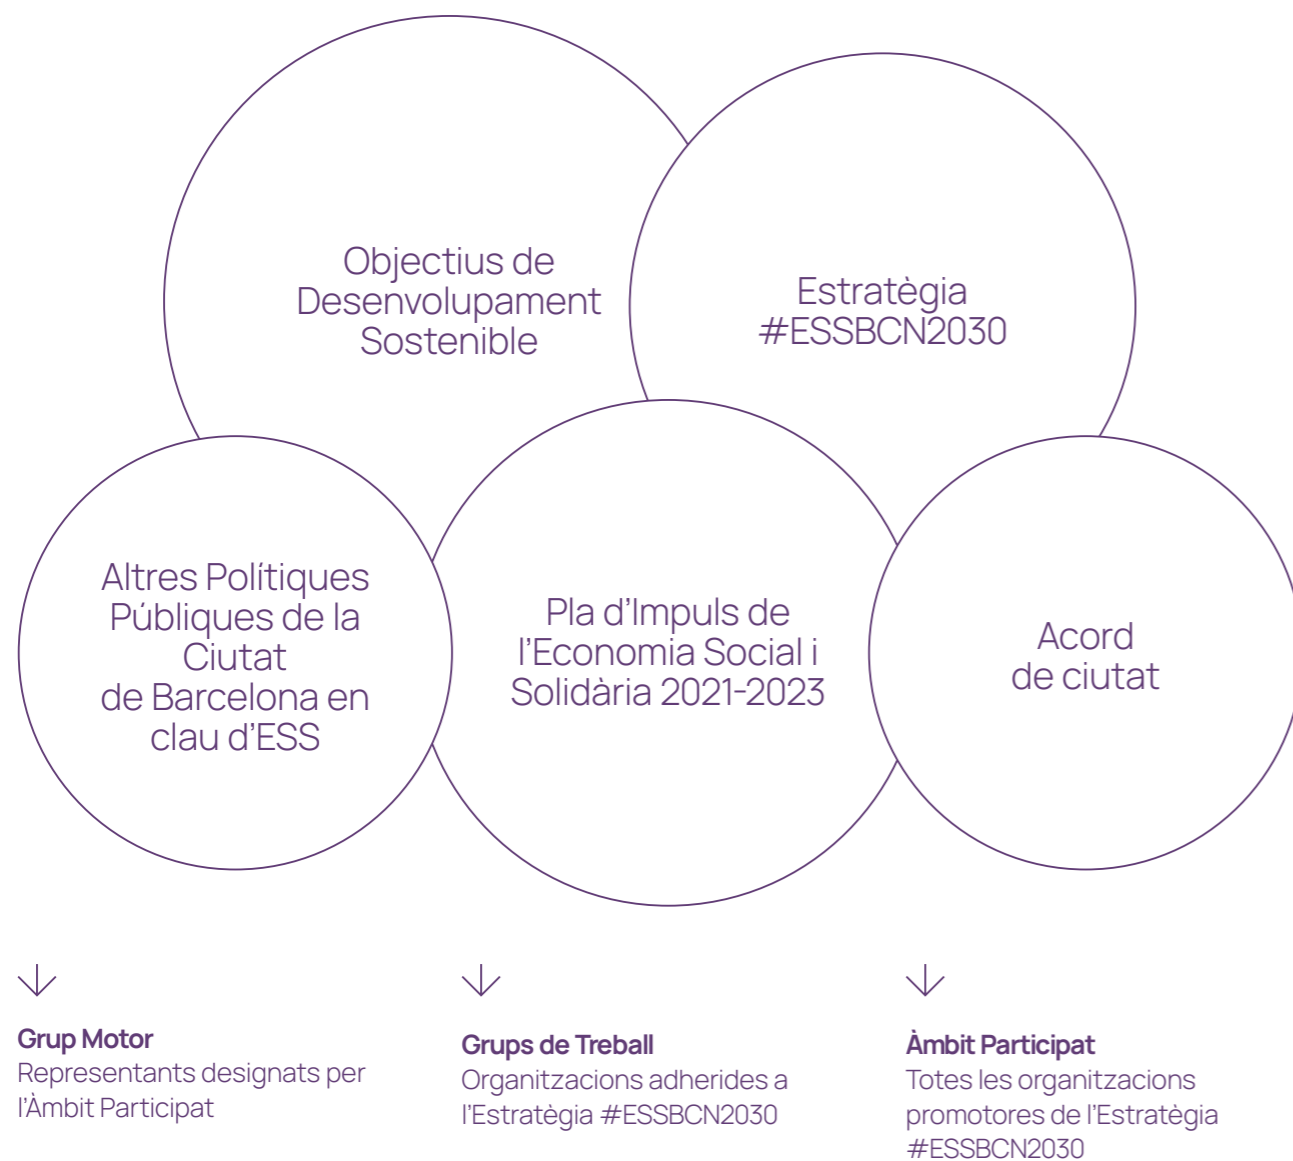 Objectius de
Desenvolupament
Sostenible
Estratègia
#ESSBCN2030
Altres Polítiques
Públiques de la
Ciutat
de Barcelona en
clau d’ESS
Pla d’Impuls de
l’Economia Social i
Solidària 2021-2023
Acord
de ciutat
Grup Motor
Representants designats per
l’Àmbit Participat
Grups de Treball
Organitzacions adherides a
l’Estratègia #ESSBCN2030
Àmbit Participat
Totes les organitzacions
promotores de l’Estratègia
#ESSBCN2030